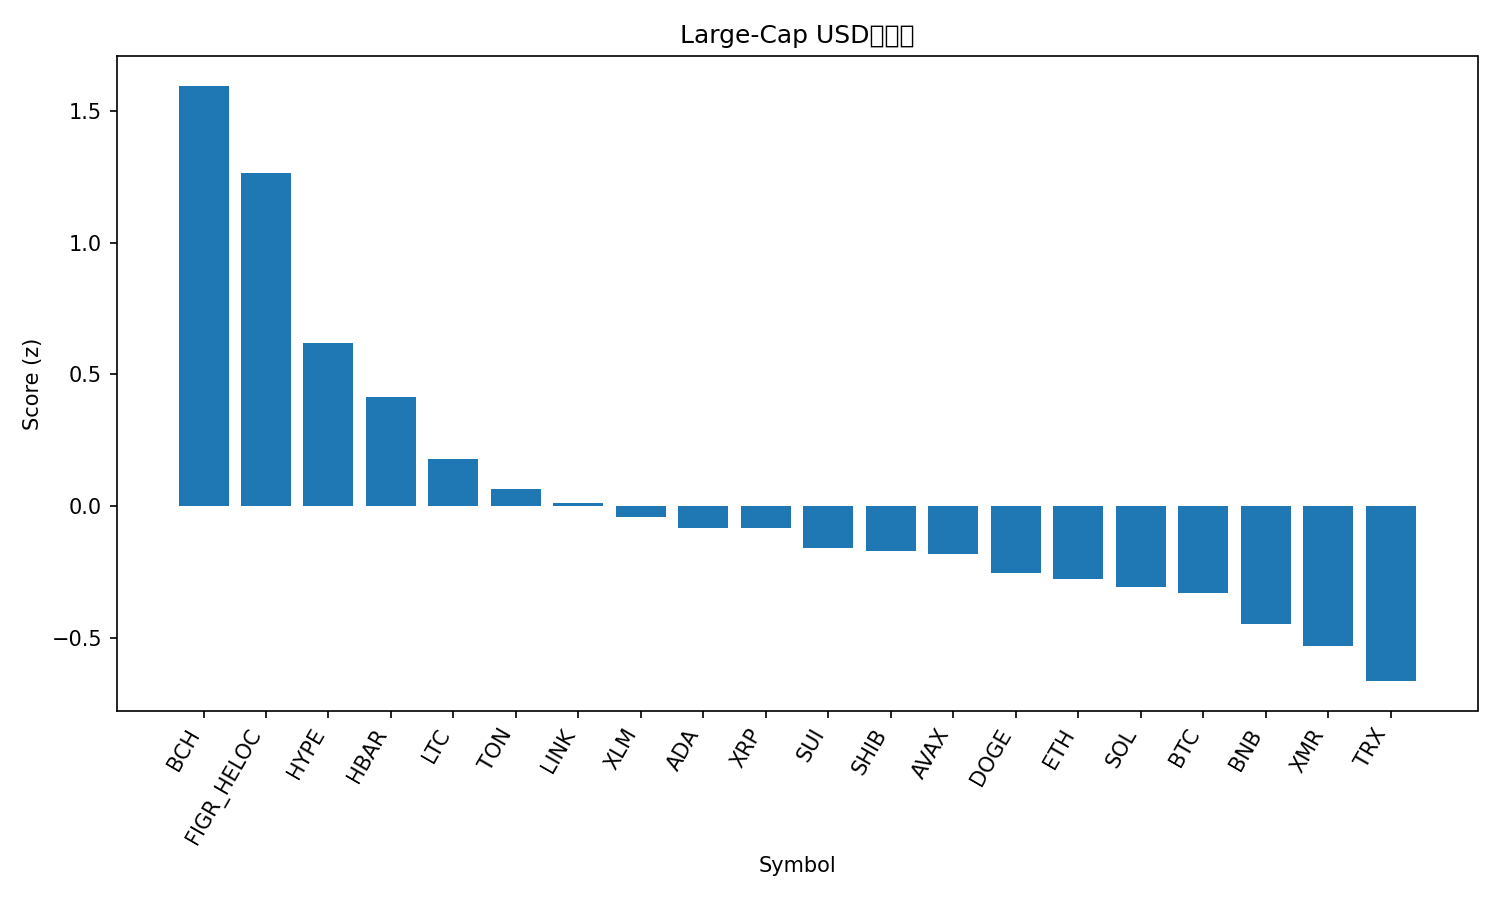 Large-Cap USD
Score (z)
1.5
1.0
0.5
0.0
−0.5
BCH
FIGR_HELOC
HYPE
HBAR
LTC
TON
LINK
XLM
ADA
XRP
SUI
SHIB
AVAX
DOGE
ETH
SOL
BTC
BNB
XMR
TRX
Symbol